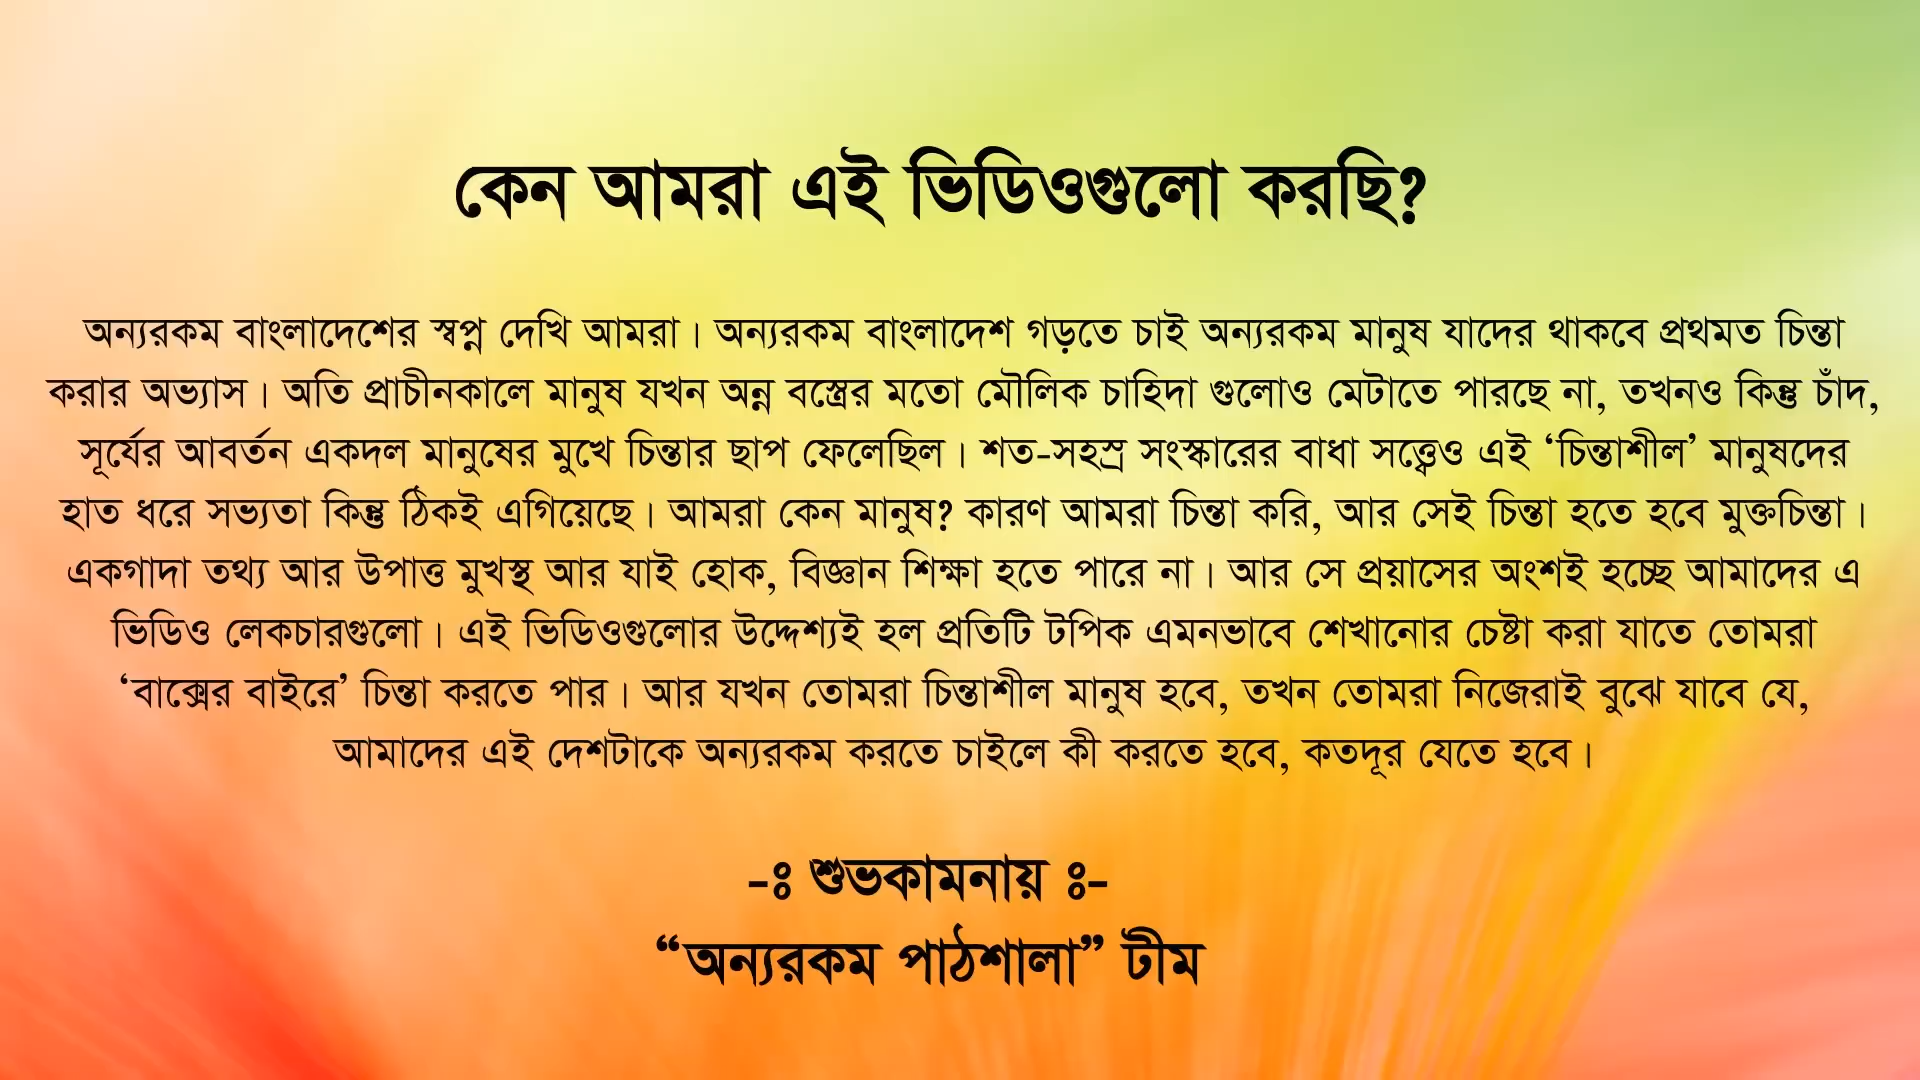 কেন আমরা এই ভিডিওগুলো করছি?
অন্যরকম বাংলাদেশের স্বপ্ন দেখি আমরা। অন্যরকম বাংলাদেশ গড়তে চাই অন্যরকম মানুষ যাদের থাকবে প্রথমত চিন্তা
করার অভ্যাস। অতি প্রাচীনকালে মানুষ যখন অন্ন বস্ত্রের মতো মৌলিক চাহিদা গুলোও মেটাতে পারছে না, তখনও কিন্তু চাঁদ,
সূর্যের আবর্তন একদল মানুষের মুখে চিন্তার ছাপ ফেলেছিল। শত-সহস্র সংস্কারের বাধা সত্ত্বেও এই ‘চিন্তাশীল’ মানুষদের
হাত ধরে সভ্যতা কিন্তু ঠিকই এগিয়েছে। আমরা কেন মানুষ? কারণ আমরা চিন্তা করি, আর সেই চিন্তা হতে হবে মুক্তচিন্তা।
একগাদা তথ্য আর উপাত্ত মুখস্থ আর যাই হোক, বিজ্ঞান শিক্ষা হতে পারে না। আর সে প্রয়াসের অংশই হচ্ছে আমাদের এ
ভিডিও লেকচারগুলো। এই ভিডিওগুলোর উদ্দেশ্যই হল প্রতিটি টপিক এমনভাবে শেখানোর চেষ্টা করা যাতে তোমরা
‘বাক্সের বাইরে’ চিন্তা করতে পার। আর যখন তোমরা চিন্তাশীল মানুষ হবে, তখন তোমরা নিজেরাই বুঝে যাবে যে,
আমাদের এই দেশটাকে অন্যরকম করতে চাইলে কী করতে হবে, কতদূর যেতে হবে।
-ঃ শুভকামনায় ঃ-
“অন্যরকম পাঠশালা” টীম